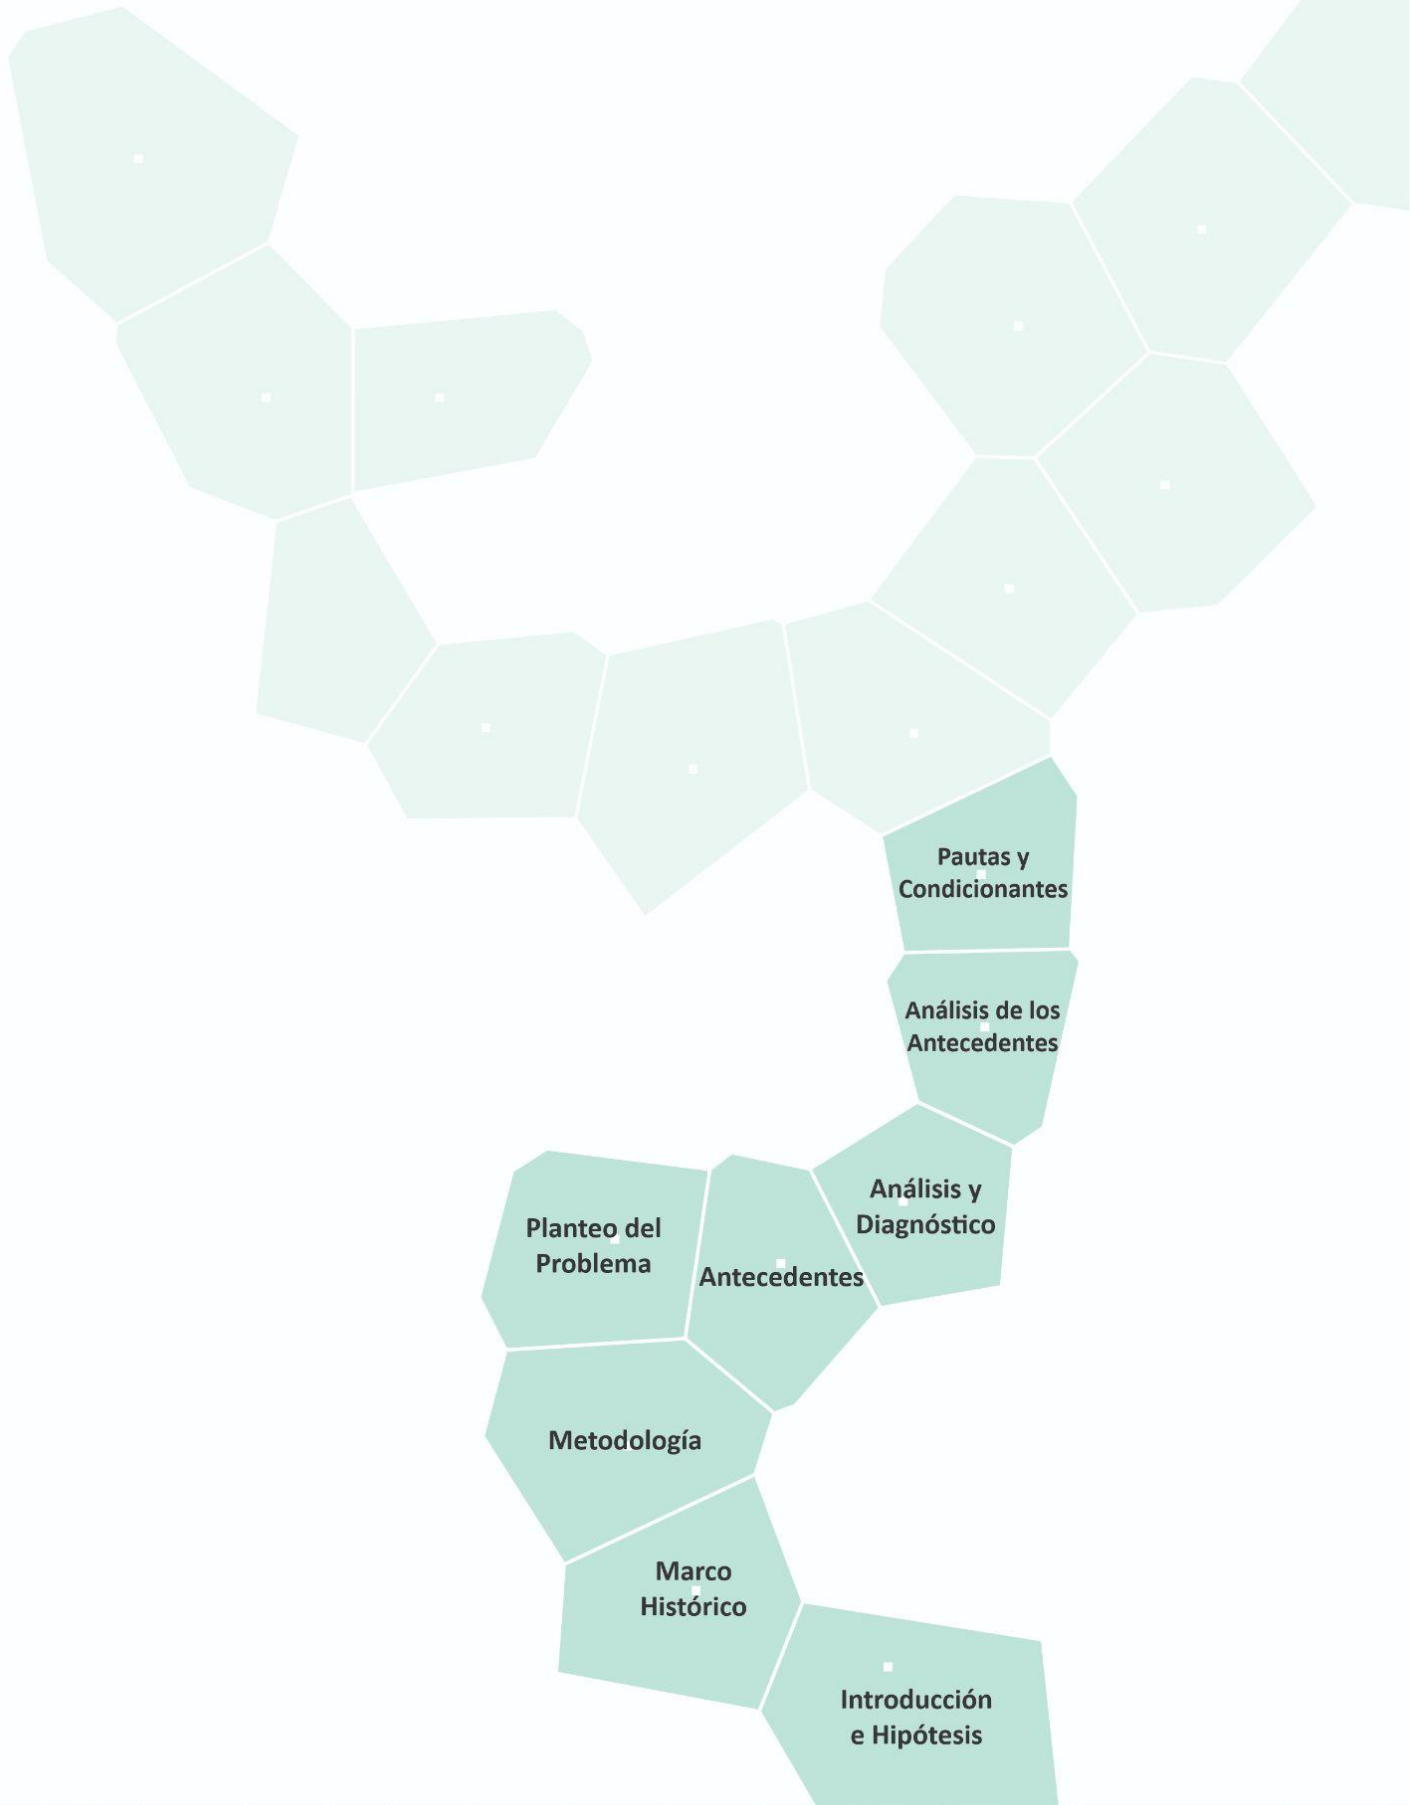 Pautas y
Condicionantes
Análisis de los
Antecedentes
Análisis y
Diagnóstico
Planteo del
Problema
Antecedentes
Metodología
Marco
Histórico
Introducción
e Hipótesis